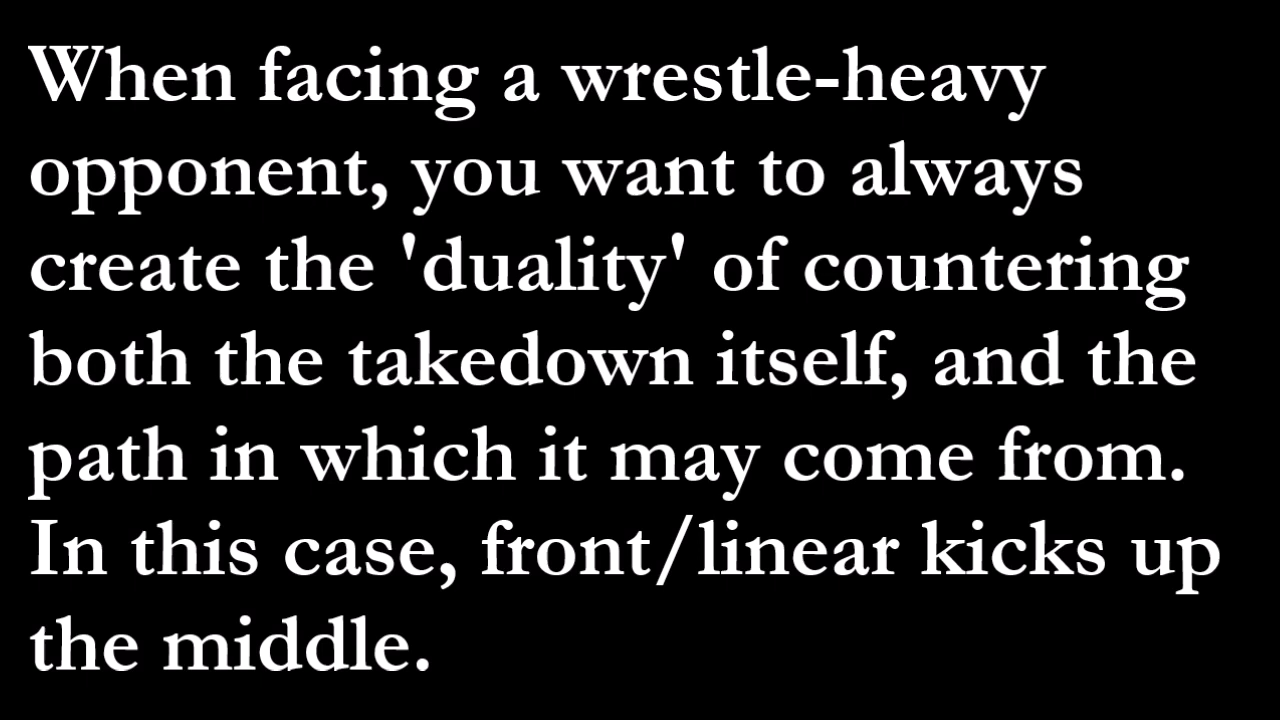 When facing a wrestle-heavy
opponent, you want to always
create the 'duality' of countering
both the takedown itself, and the
path in which it may come from.
In this case, front/linear kicks up
the middle.